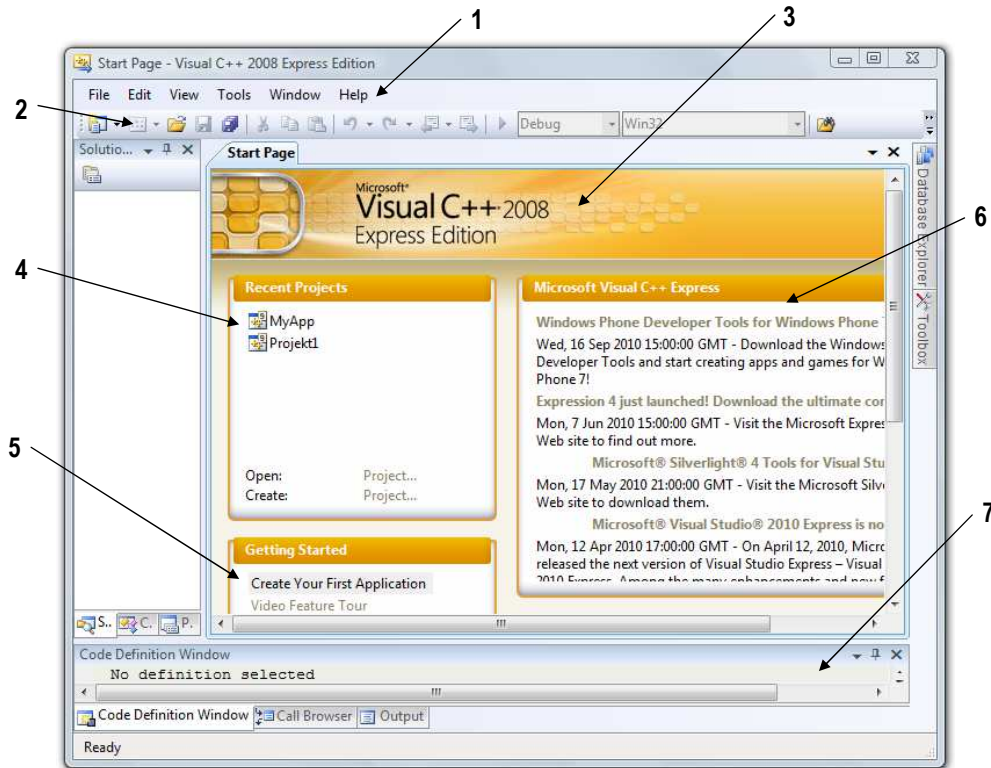 1
3
Start Page - Visual C++ 2008 Express Edition
File Edit View Tools Window Help
2
Debug Win32
Solutio...
Start Page
Database Explorer
Toolbox
Microsoft®
Visual C++® 2008
Express Edition
6
4
Recent Projects
MyApp
Projekt1
Open: Project...
Create: Project...
Microsoft Visual C++ Express
Windows Phone Developer Tools for Windows Phone
Wed, 16 Sep 2010 15:00:00 GMT - Download the Windows
Developer Tools and start creating apps and games for W
Phone 7!
Expression 4 just launched! Download the ultimate cor
Mon, 7 Jun 2010 15:00:00 GMT - Visit the Microsoft Expres
Web site to find out more.
Microsoft® Silverlight® 4 Tools for Visual Stu
Mon, 17 May 2010 21:00:00 GMT - Visit the Microsoft Silv
Web site to download them.
Microsoft® Visual Studio® 2010 Express is no
Mon, 12 Apr 2010 17:00:00 GMT - On April 12, 2010, Micro
released the next version of Visual Studio Express – Visual
2010 Express. Among the many enhancements and new f
5
7
Getting Started
Create Your First Application
Video Feature Tour
S.. C. P.
Code Definition Window
No definition selected
Code Definition Window Call Browser Output
Ready